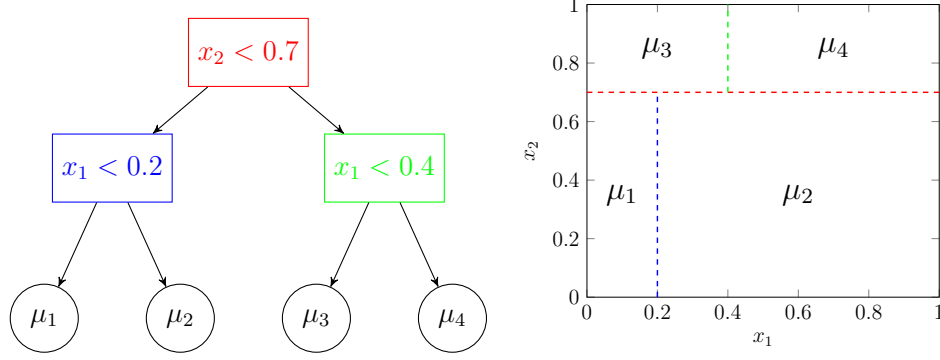 x₂ < 0.7
x₁ < 0.2
x₁ < 0.4
μ₁
μ₂
μ₃
μ₄
1
0.8
0.6
0.4
0.2
0
x₂
μ₃
μ₄
μ₁
μ₂
0 0.2 0.4 0.6 0.8 1
x₁